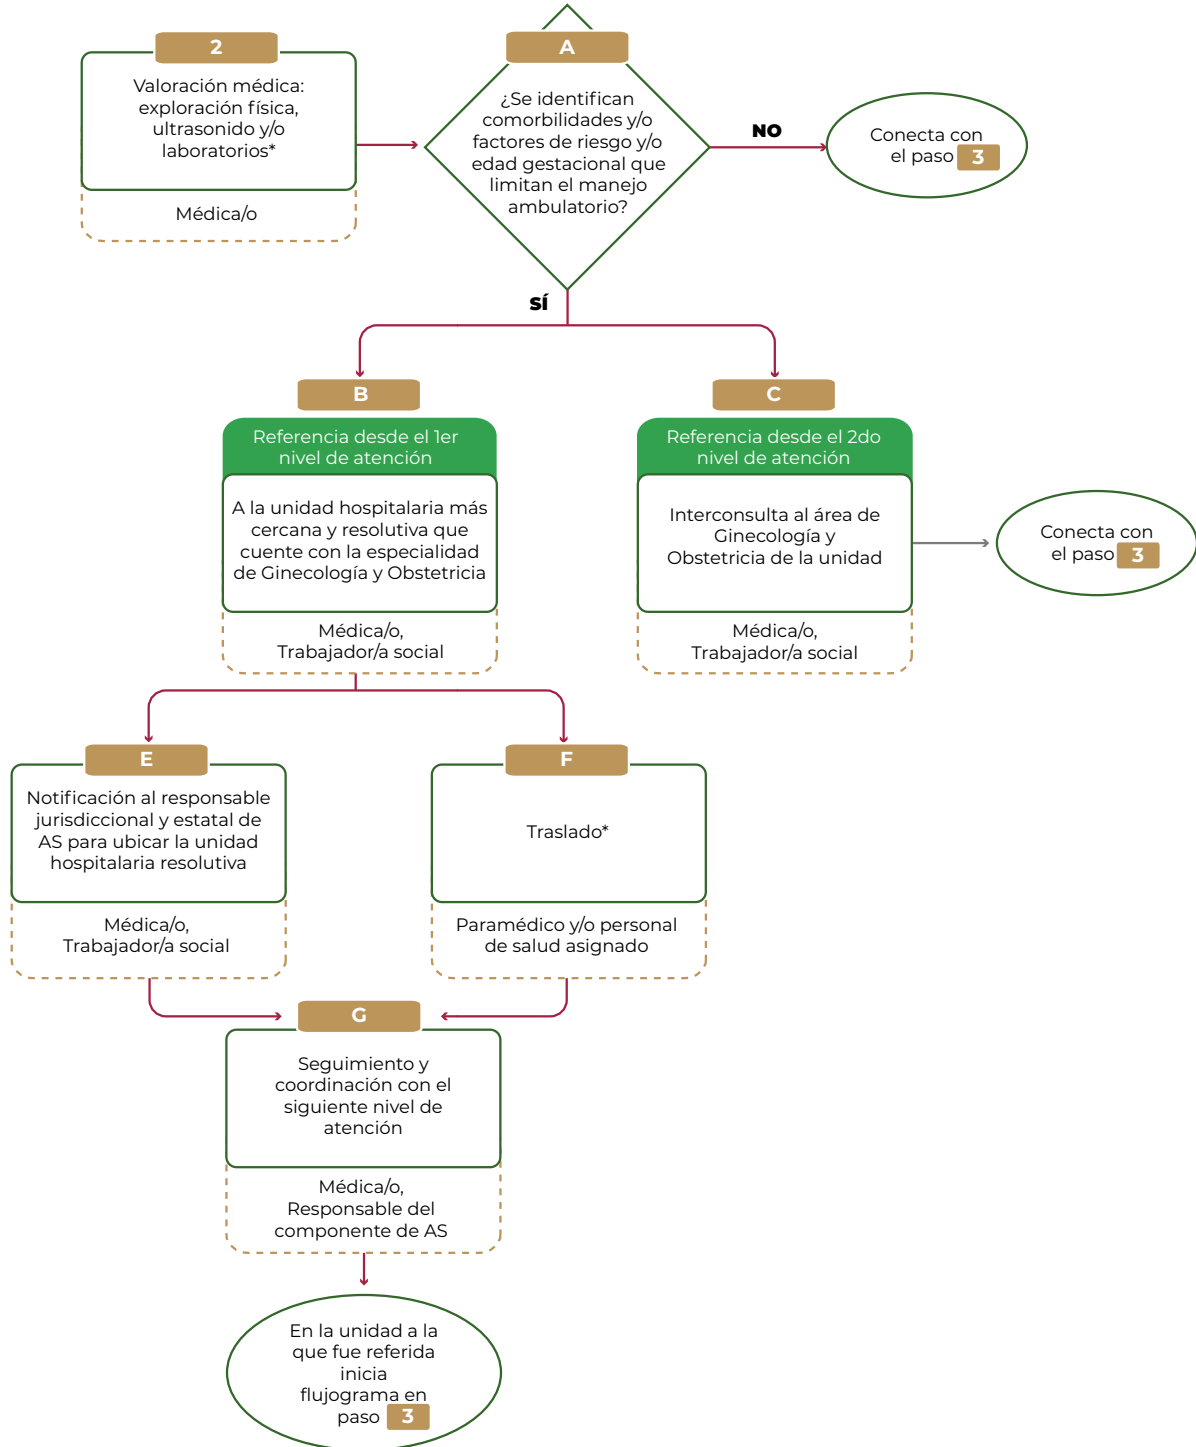 2
Valoración médica:
exploración física,
ultrasonido y/o
laboratorios*
Médica/o
A
¿Se identifican
comorbilidades y/o
factores de riesgo y/o
edad gestacional que
limitan el manejo
ambulatorio?
NO
Conecta con
el paso 3
SÍ
B
Referencia desde el 1er
nivel de atención
A la unidad hospitalaria más
cercana y resolutiva que
cuente con la especialidad
de Ginecología y Obstetricia
Médica/o,
Trabajador/a social
C
Referencia desde el 2do
nivel de atención
Interconsulta al área de
Ginecología y
Obstetricia de la unidad
Médica/o,
Trabajador/a social
Conecta con
el paso 3
E
Notificación al responsable
jurisdiccional y estatal de
AS para ubicar la unidad
hospitalaria resolutiva
Médica/o,
Trabajador/a social
F
Traslado*
Paramédico y/o personal
de salud asignado
G
Seguimiento y
coordinación con el
siguiente nivel de
atención
Médica/o,
Responsable del
componente de AS
En la unidad a la
que fue referida
inicia
flujograma en
paso 3